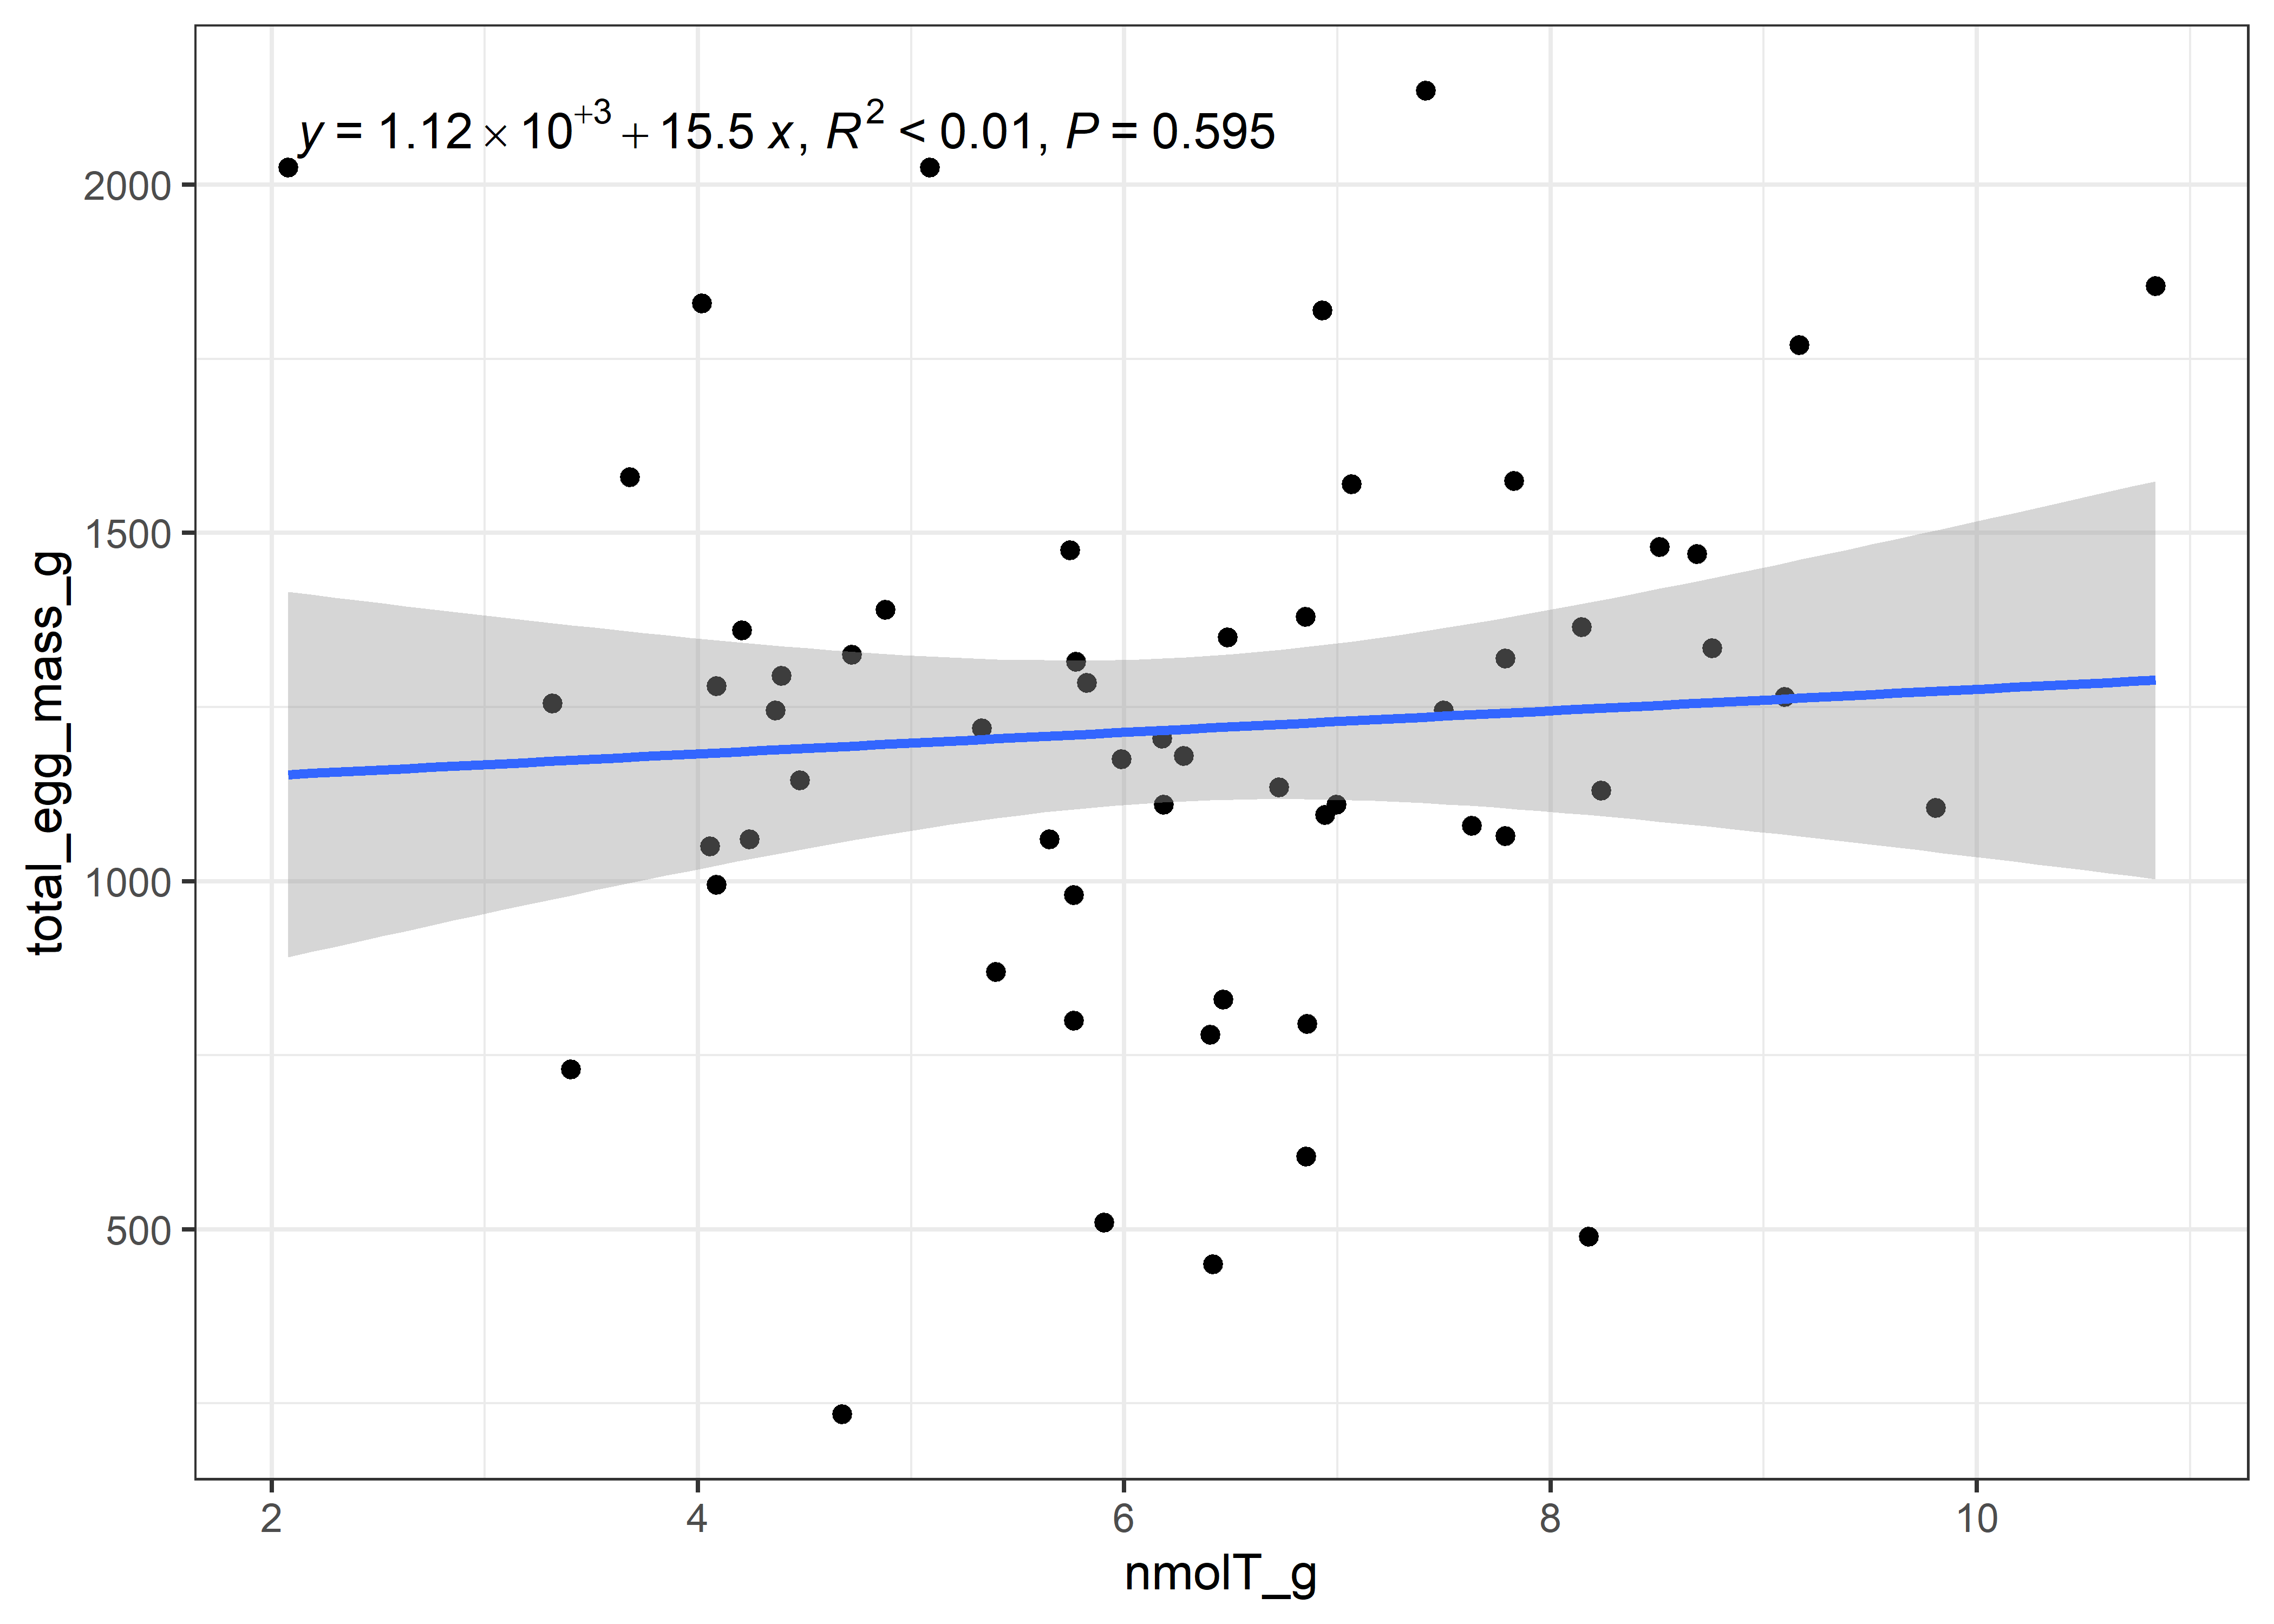 y = 1.12 × 10⁺³ + 15.5 x, R² < 0.01, P = 0.595
2000
1500
1000
500
total_egg_mass_g
2 4 6 8 10
nmolT_g